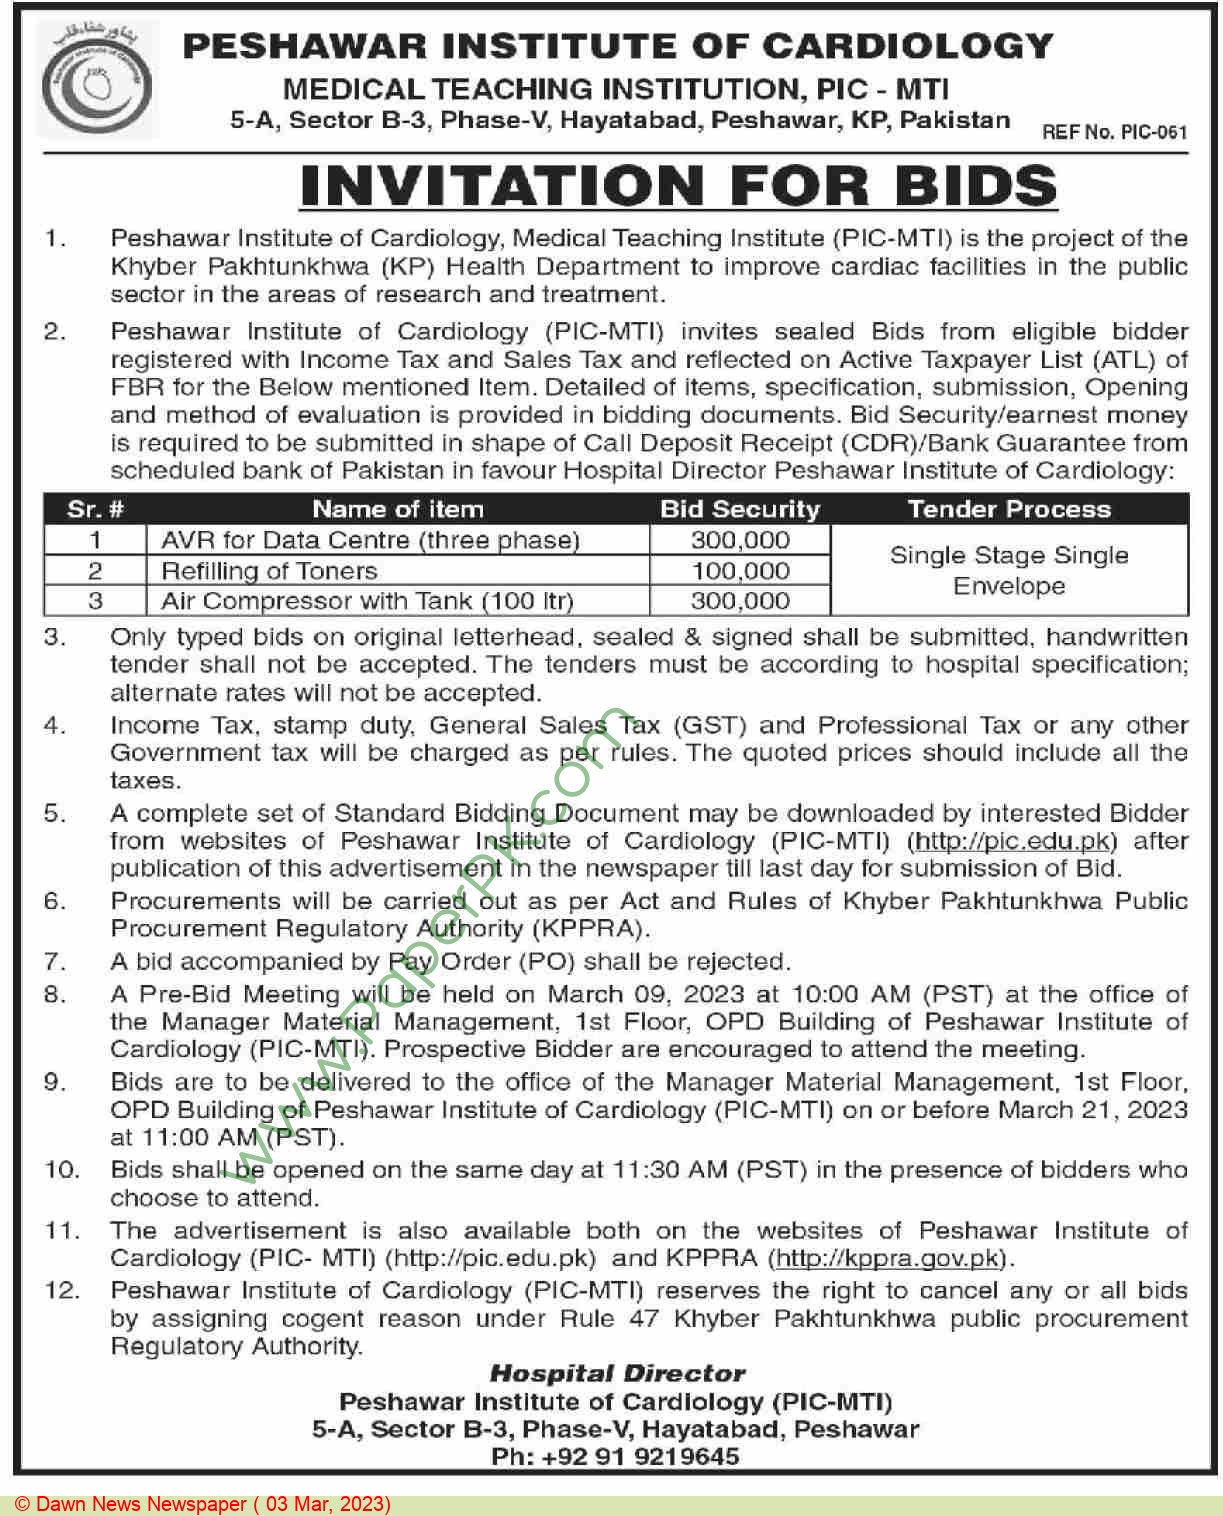 پشاور شفاء قلب
PESHAWAR INSTITUTE OF CARDIOLOGY
MEDICAL TEACHING INSTITUTION, PIC - MTI
5-A, Sector B-3, Phase-V, Hayatabad, Peshawar, KP, Pakistan
REF No. PIC-061
INVITATION FOR BIDS
1. Peshawar Institute of Cardiology, Medical Teaching Institute (PIC-MTI) is the project of the
Khyber Pakhtunkhwa (KP) Health Department to improve cardiac facilities in the public
sector in the areas of research and treatment.
2. Peshawar Institute of Cardiology (PIC-MTI) invites sealed Bids from eligible bidder
registered with Income Tax and Sales Tax and reflected on Active Taxpayer List (ATL) of
FBR for the Below mentioned Item. Detailed of items, specification, submission, Opening
and method of evaluation is provided in bidding documents. Bid Security/earnest money
is required to be submitted in shape of Call Deposit Receipt (CDR)/Bank Guarantee from
scheduled bank of Pakistan in favour Hospital Director Peshawar Institute of Cardiology:
Sr. # Name of item Bid Security Tender Process
1 AVR for Data Centre (three phase) 300,000
2 Refilling of Toners 100,000
3 Air Compressor with Tank (100 ltr) 300,000
Single Stage Single
Envelope
3. Only typed bids on original letterhead, sealed & signed shall be submitted, handwritten
tender shall not be accepted. The tenders must be according to hospital specification;
alternate rates will not be accepted.
4. Income Tax, stamp duty, General Sales Tax (GST) and Professional Tax or any other
Government tax will be charged as per rules. The quoted prices should include all the
taxes.
5. A complete set of Standard Bidding Document may be downloaded by interested Bidder
from websites of Peshawar Institute of Cardiology (PIC-MTI) (http://pic.edu.pk) after
publication of this advertisement in the newspaper till last day for submission of Bid.
6. Procurements will be carried out as per Act and Rules of Khyber Pakhtunkhwa Public
Procurement Regulatory Authority (KPPRA).
7. A bid accompanied by Pay Order (PO) shall be rejected.
8. A Pre-Bid Meeting will be held on March 09, 2023 at 10:00 AM (PST) at the office of
the Manager Material Management, 1st Floor, OPD Building of Peshawar Institute of
Cardiology (PIC-MTI). Prospective Bidder are encouraged to attend the meeting.
9. Bids are to be delivered to the office of the Manager Material Management, 1st Floor,
OPD Building of Peshawar Institute of Cardiology (PIC-MTI) on or before March 21, 2023
at 11:00 AM (PST).
10. Bids shall be opened on the same day at 11:30 AM (PST) in the presence of bidders who
choose to attend.
11. The advertisement is also available both on the websites of Peshawar Institute of
Cardiology (PIC- MTI) (http://pic.edu.pk) and KPPRA (http://kppra.gov.pk).
12. Peshawar Institute of Cardiology (PIC-MTI) reserves the right to cancel any or all bids
by assigning cogent reason under Rule 47 Khyber Pakhtunkhwa public procurement
Regulatory Authority.
Hospital Director
Peshawar Institute of Cardiology (PIC-MTI)
5-A, Sector B-3, Phase-V, Hayatabad, Peshawar
Ph: +92 91 9219645
www.PaperPK.com
© Dawn News Newspaper ( 03 Mar, 2023)